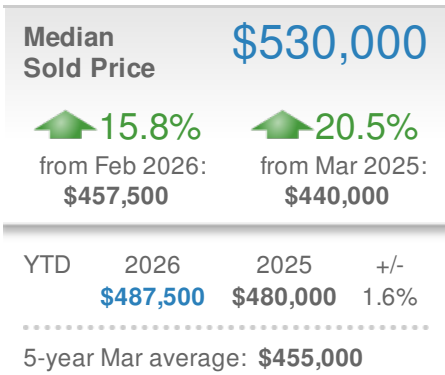 Median $530,000
Sold Price
15.8% 20.5%
from Feb 2026: from Mar 2025:
$457,500 $440,000
YTD 2026 2025 +/-
$487,500 $480,000 1.6%
5-year Mar average: $455,000